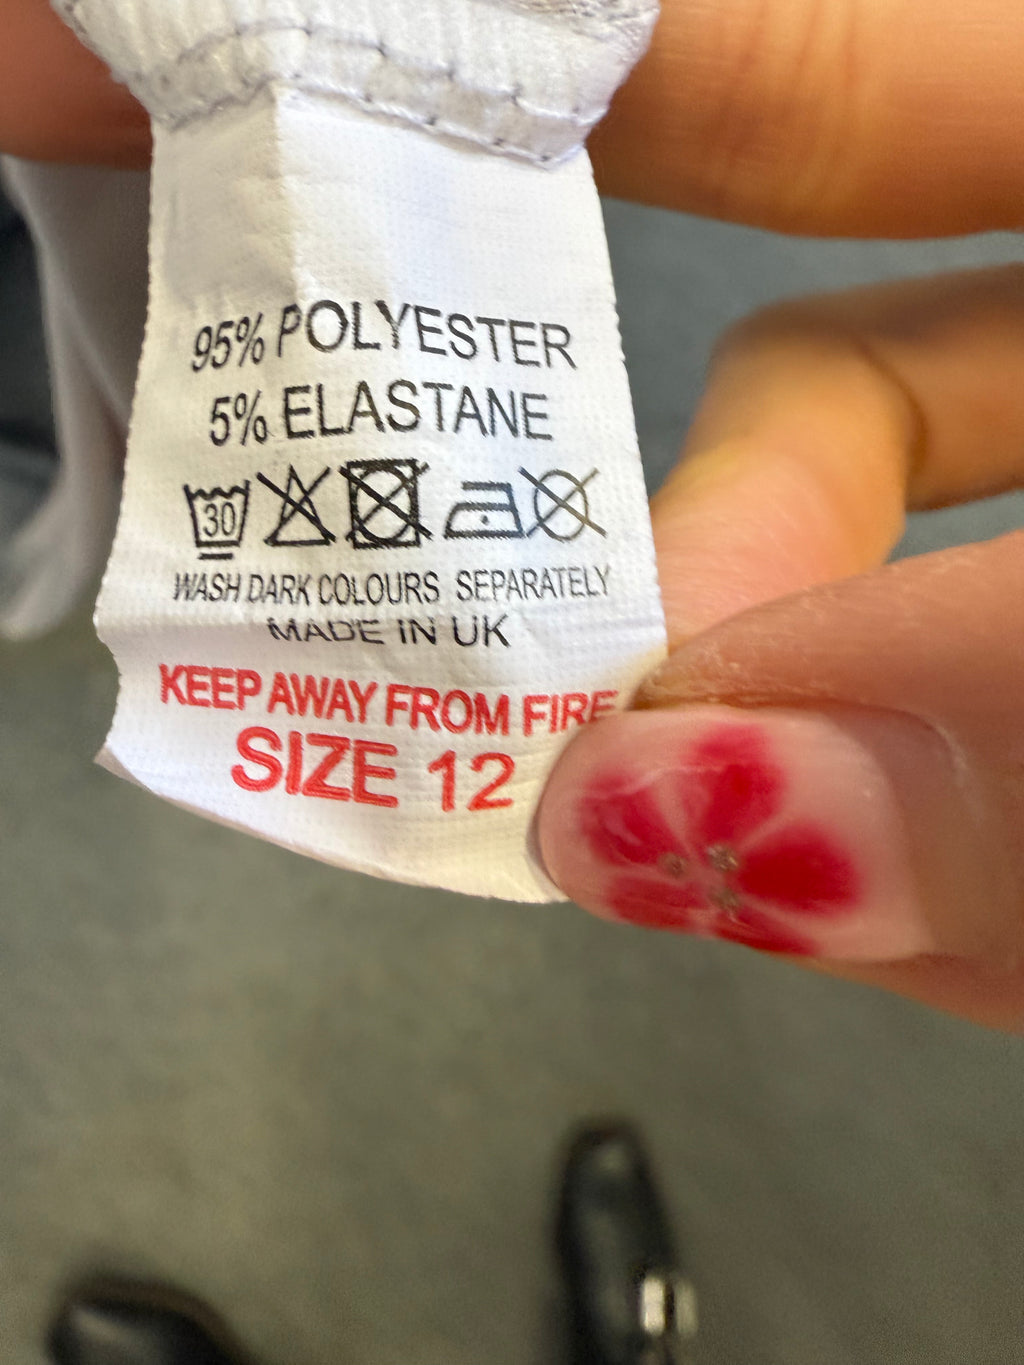 95% POLYESTER
5% ELASTANE
30
WASH DARK COLOURS SEPARATELY
MADE IN UK
KEEP AWAY FROM FIRE
SIZE 12